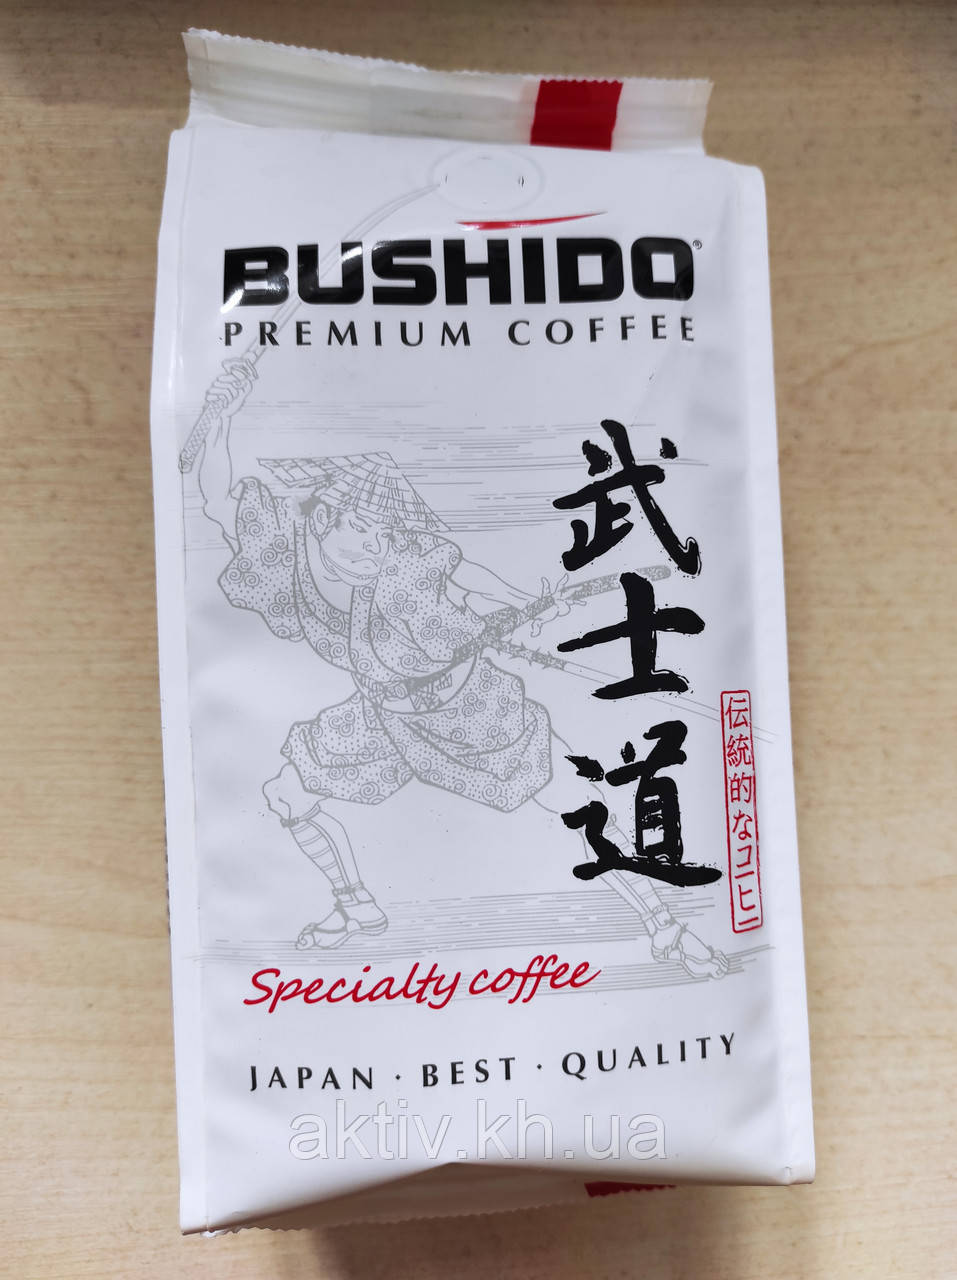 BUSHIDO®
PREMIUM COFFEE
武士道
伝統的なコーヒー
Specialty coffee
JAPAN · BEST · QUALITY
aktiv.kh.ua